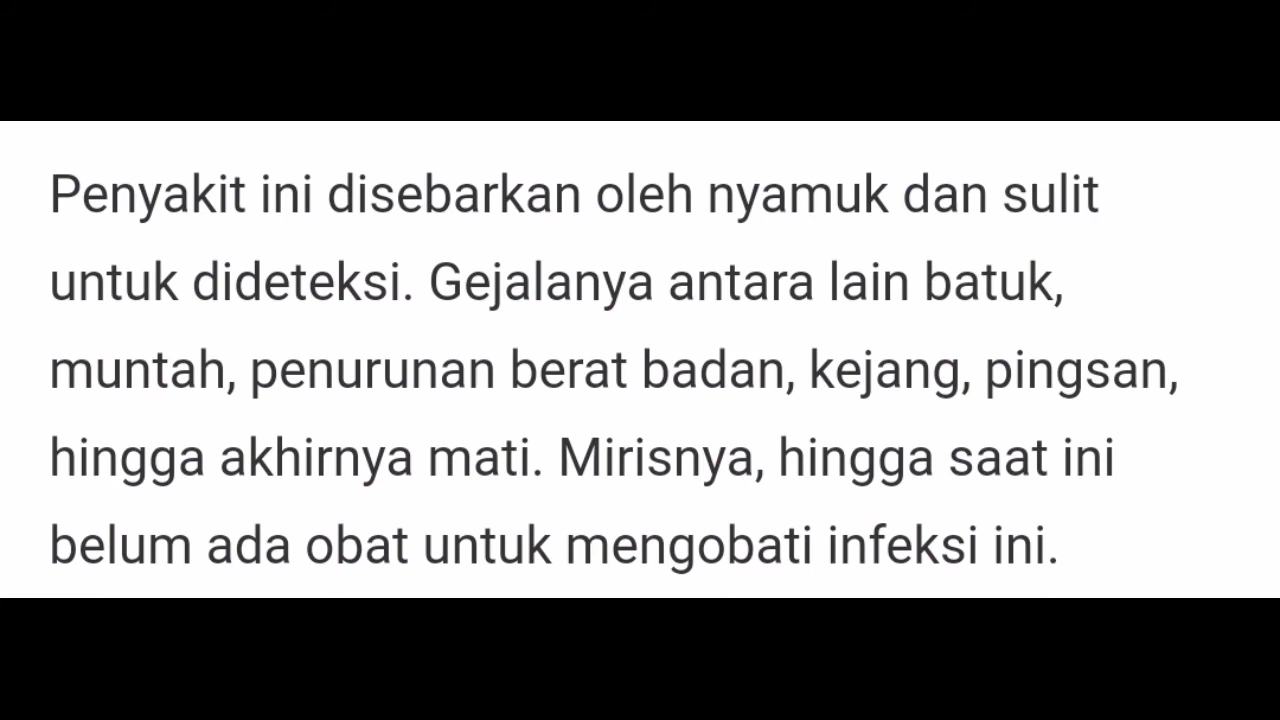 Penyakit ini disebarkan oleh nyamuk dan sulit
untuk dideteksi. Gejalanya antara lain batuk,
muntah, penurunan berat badan, kejang, pingsan,
hingga akhirnya mati. Mirisnya, hingga saat ini
belum ada obat untuk mengobati infeksi ini.